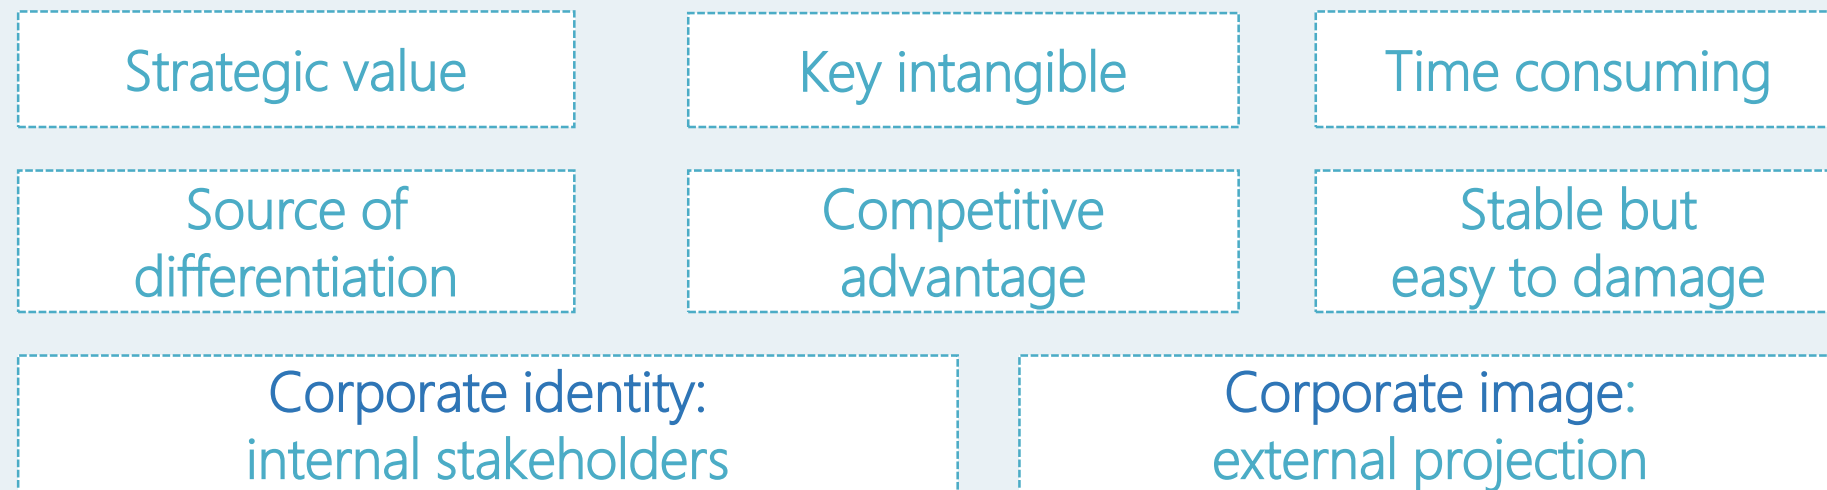 Strategic value
Key intangible
Time consuming
Source of
differentiation
Competitive
advantage
Stable but
easy to damage
Corporate identity:
internal stakeholders
Corporate image:
external projection